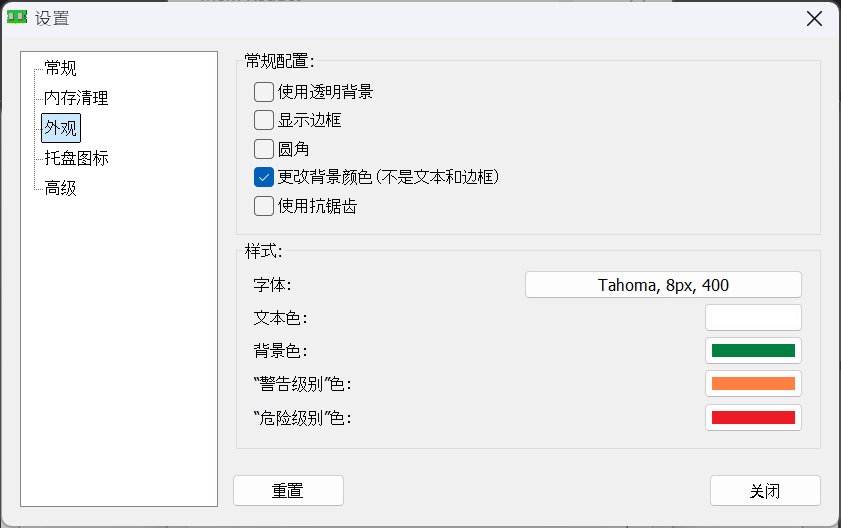 设置
常规
内存清理
外观
托盘图标
高级
常规配置:
使用透明背景
显示边框
圆角
更改背景颜色(不是文本和边框)
使用抗锯齿
样式:
字体:
Tahoma, 8px, 400
文本色:
背景色:
“警告级别”色:
“危险级别”色:
重置
关闭